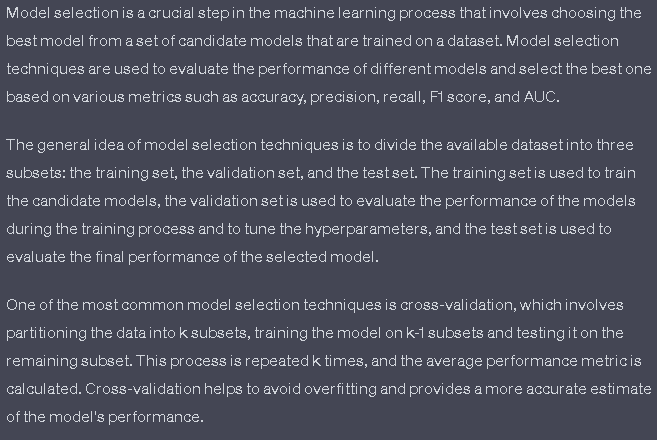 Model selection is a crucial step in the machine learning process that involves choosing the
best model from a set of candidate models that are trained on a dataset. Model selection
techniques are used to evaluate the performance of different models and select the best one
based on various metrics such as accuracy, precision, recall, F1 score, and AUC.
The general idea of model selection techniques is to divide the available dataset into three
subsets: the training set, the validation set, and the test set. The training set is used to train
the candidate models, the validation set is used to evaluate the performance of the models
during the training process and to tune the hyperparameters, and the test set is used to
evaluate the final performance of the selected model.
One of the most common model selection techniques is cross-validation, which involves
partitioning the data into k subsets, training the model on k-1 subsets and testing it on the
remaining subset. This process is repeated k times, and the average performance metric is
calculated. Cross-validation helps to avoid overfitting and provides a more accurate estimate
of the model's performance.